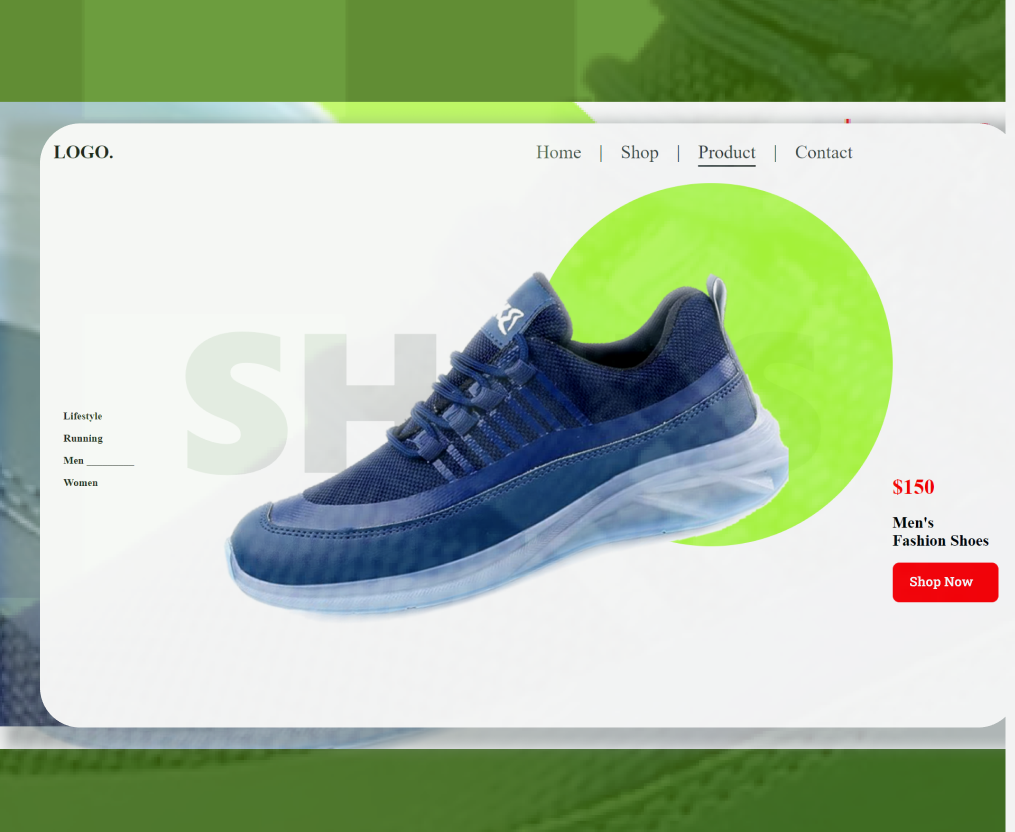 LOGO.
Home | Shop | Product | Contact
SH S
Lifestyle
Running
Men
Women
$150
Men's
Fashion Shoes
Shop Now